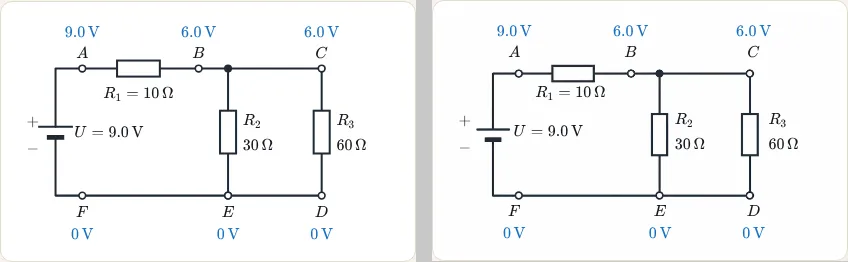 9.0 V 6.0 V 6.0 V
A B C
R₁ = 10 Ω
+
U = 9.0 V
−
R₂
30 Ω
R₃
60 Ω
F E D
0 V 0 V 0 V
9.0 V 6.0 V 6.0 V
A B C
R₁ = 10 Ω
+
U = 9.0 V
−
R₂
30 Ω
R₃
60 Ω
F E D
0 V 0 V 0 V